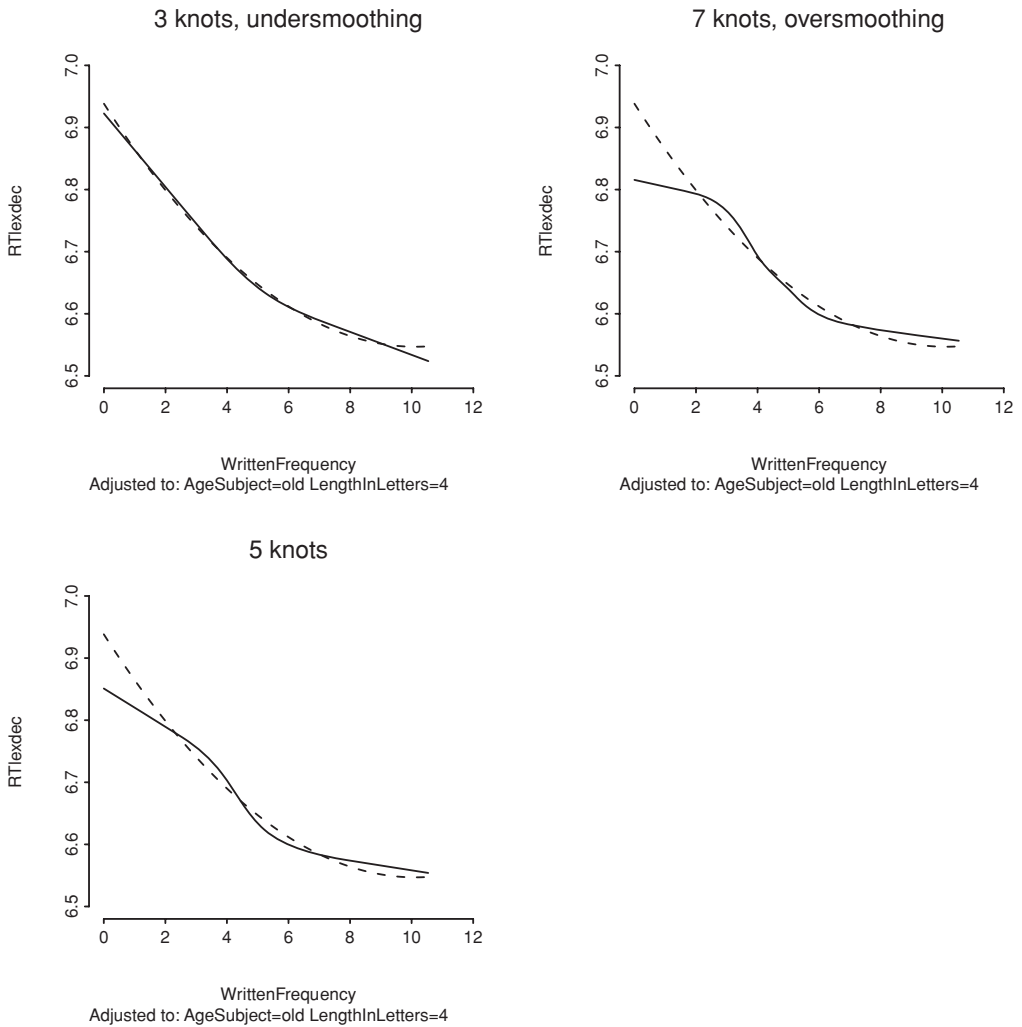 3 knots, undersmoothing
7.0
6.9
6.8
6.7
6.6
6.5
RTlexdec
0 2 4 6 8 10 12
WrittenFrequency
Adjusted to: AgeSubject=old LengthInLetters=4
7 knots, oversmoothing
7.0
6.9
6.8
6.7
6.6
6.5
RTlexdec
0 2 4 6 8 10 12
WrittenFrequency
Adjusted to: AgeSubject=old LengthInLetters=4
5 knots
7.0
6.9
6.8
6.7
6.6
6.5
RTlexdec
0 2 4 6 8 10 12
WrittenFrequency
Adjusted to: AgeSubject=old LengthInLetters=4